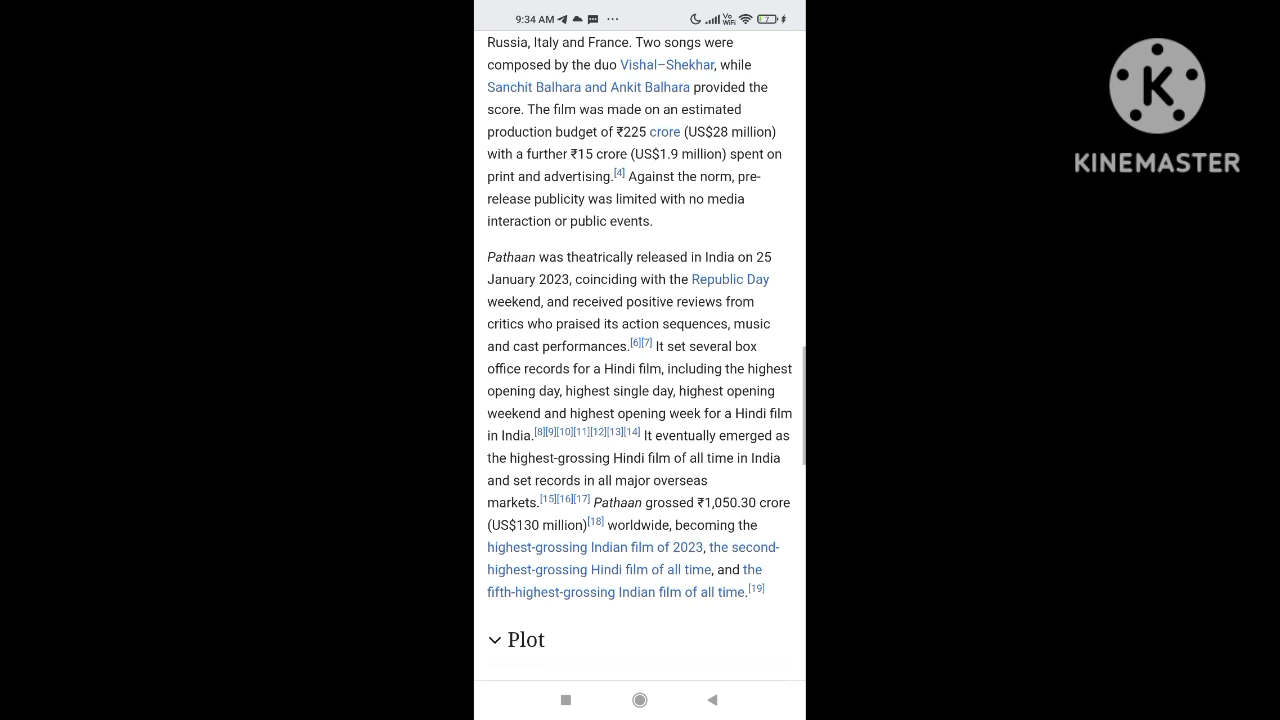 9:34 AM
Vo
WiFi
7
Russia, Italy and France. Two songs were
composed by the duo Vishal–Shekhar, while
Sanchit Balhara and Ankit Balhara provided the
score. The film was made on an estimated
production budget of ₹225 crore (US$28 million)
with a further ₹15 crore (US$1.9 million) spent on
print and advertising.[4] Against the norm, pre-
release publicity was limited with no media
interaction or public events.
Pathaan was theatrically released in India on 25
January 2023, coinciding with the Republic Day
weekend, and received positive reviews from
critics who praised its action sequences, music
and cast performances.[6][7] It set several box
office records for a Hindi film, including the highest
opening day, highest single day, highest opening
weekend and highest opening week for a Hindi film
in India.[8][9][10][11][12][13][14] It eventually emerged as
the highest-grossing Hindi film of all time in India
and set records in all major overseas
markets.[15][16][17] Pathaan grossed ₹1,050.30 crore
(US$130 million)[18] worldwide, becoming the
highest-grossing Indian film of 2023, the second-
highest-grossing Hindi film of all time, and the
fifth-highest-grossing Indian film of all time.[19]
Plot
K
KINEMASTER